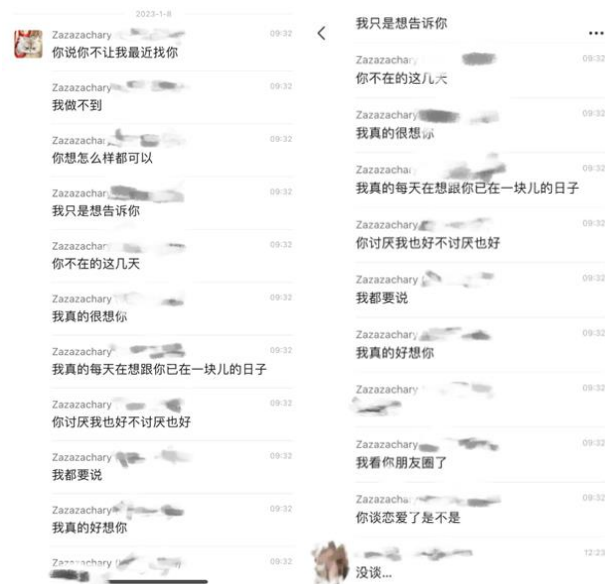 2023-1-8
Zazazachary 09:32
你说你不让我最近找你
Zazazachary 09:32
我做不到
Zazazacha 09:32
你想怎么样都可以
Zazazachary 09:32
我只是想告诉你
Zazazachar 09:32
你不在的这几天
Zazazachary 09:32
我真的很想你
Zazazachary 09:32
我真的每天在想跟你已在一块儿的日子
Zazazachary 09:32
你讨厌我也好不讨厌也好
Zazazachary 09:32
我都要说
Zazazachary 09:32
我真的好想你
Zazazachary 09:32
我只是想告诉你
Zazazachary 09:32
你不在的这几天
Zazazachary 09:32
我真的很想你
Zazazachary 09:32
我真的每天在想跟你已在一块儿的日子
Zazazachary 09:32
你讨厌我也好不讨厌也好
Zazazachary 09:32
我都要说
Zazazachary 09:32
我真的好想你
Zazazachary 09:32
Zazazachary 09:32
我看你朋友圈了
Zazazacha 09:32
你谈恋爱了是不是
12:23
没谈...